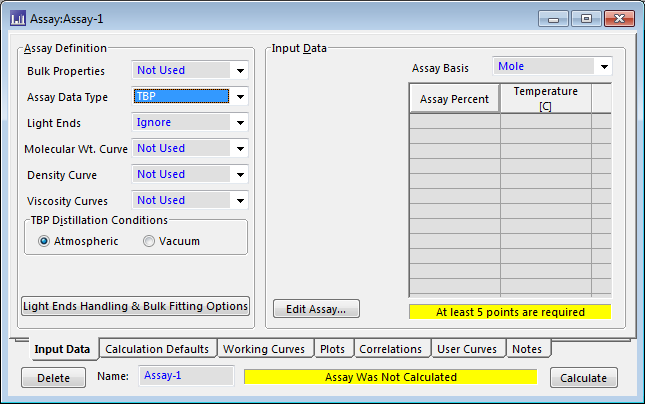 Assay:Assay-1
Assay Definition
Bulk Properties Not Used
Assay Data Type TBP
Light Ends Ignore
Molecular Wt. Curve Not Used
Density Curve Not Used
Viscosity Curves Not Used
TBP Distillation Conditions
Atmospheric Vacuum
Light Ends Handling & Bulk Fitting Options
Input Data
Assay Basis Mole
Assay Percent Temperature
[C]
Edit Assay...
At least 5 points are required
Input Data Calculation Defaults Working Curves Plots Correlations User Curves Notes
Delete Name: Assay-1 Assay Was Not Calculated Calculate